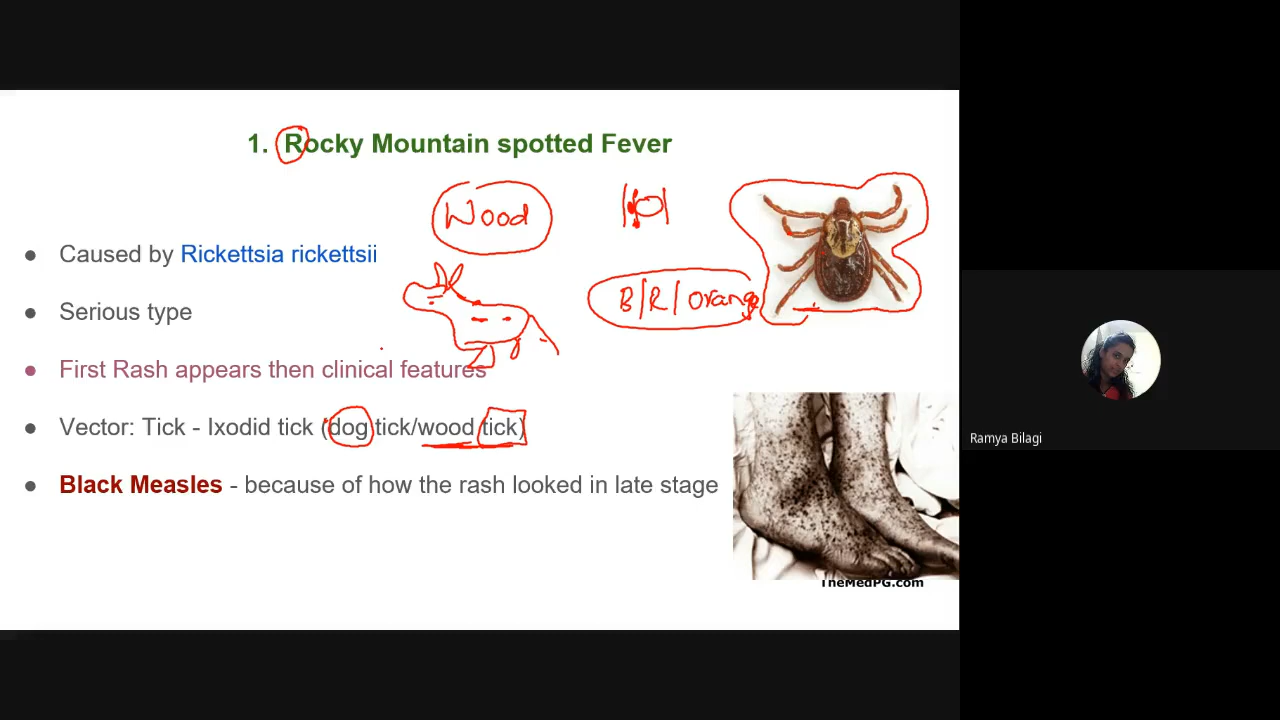 1. Rocky Mountain spotted Fever
Wood
Caused by Rickettsia rickettsii
B/R/orange
Serious type
First Rash appears then clinical features
Vector: Tick - Ixodid tick (dog tick/wood tick)
Black Measles - because of how the rash looked in late stage
TheMedPG.com
Ramya Bilagi